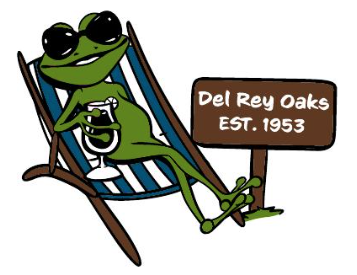 Del Rey Oaks
EST. 1953